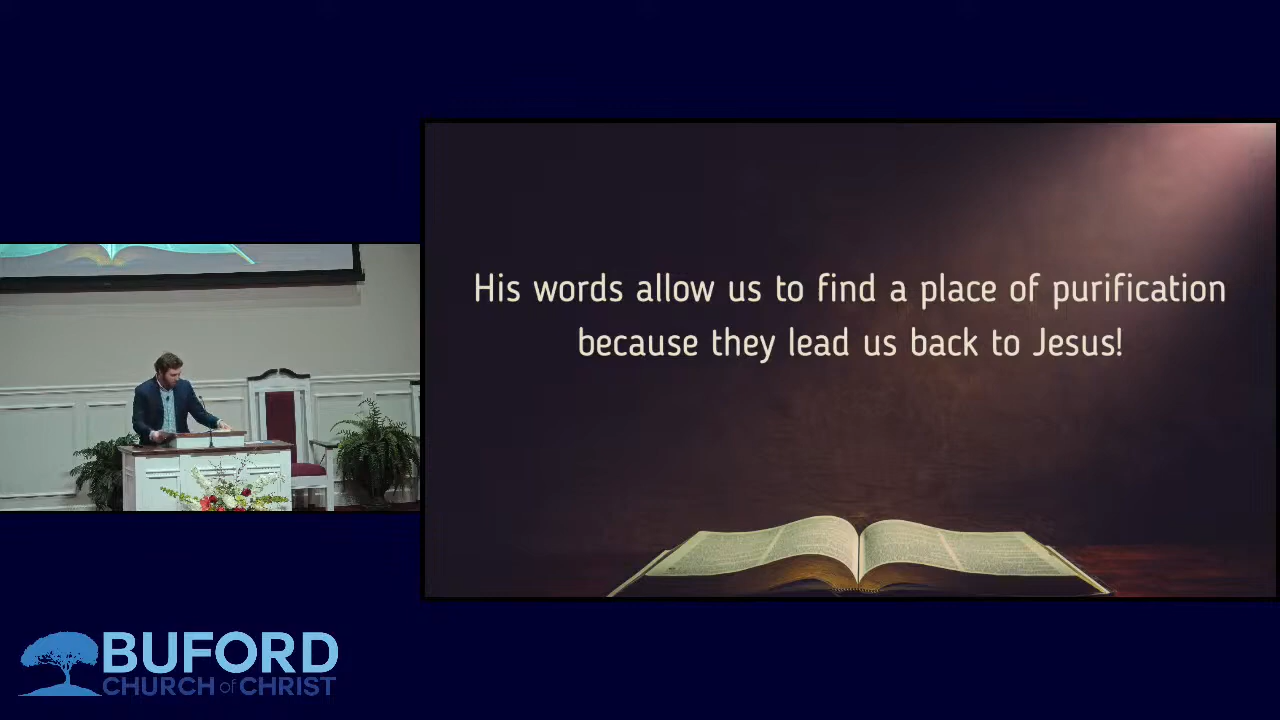 His words allow us to find a place of purification
because they lead us back to Jesus!
BUFORD
CHURCH of CHRIST